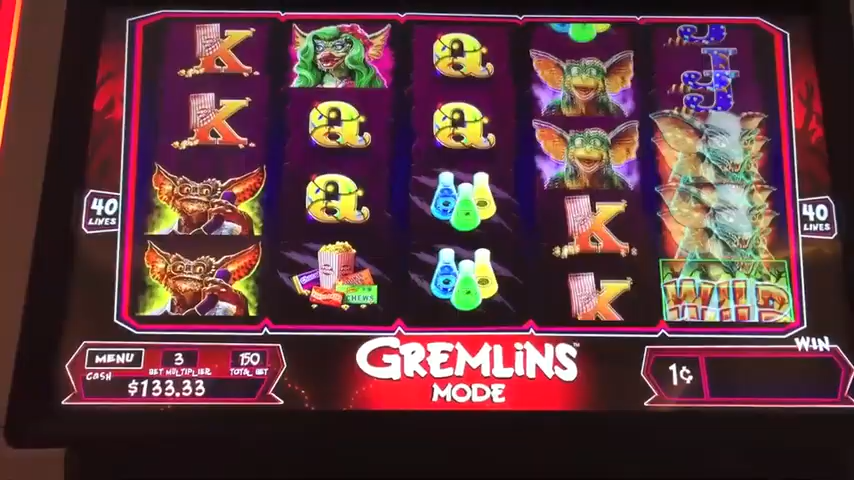 K
a
J
K
a
a
J
a
K
CHEWS
K
WILD
40
LINES
40
LINES
MENU
3
150
BET MULTIPLIER
TOTAL BET
CASH
$133.33
GREMLINS™
MODE
WIN
1¢